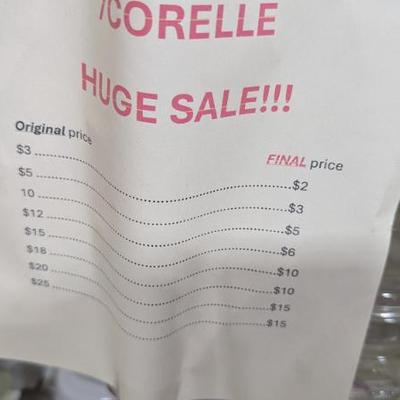 /CORELLE
HUGE SALE!!!
Original price
FINAL price
$3 ........ $2
$5 ........ $3
10 ........ $5
$12 ........ $6
$15 ........ $10
$18 ........ $10
$20 ........ $15
$25 ........ $15